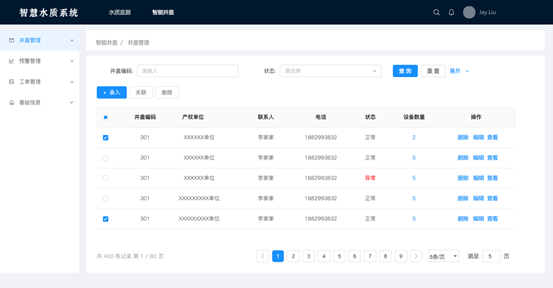 智慧水质系统 水质监测 智能井盖 Jay.Liu
井盖管理
预警管理
工单管理
基础信息
智能井盖 / 井盖管理
井盖编码: 请输入 状态: 请选择 查 询 重 置 展开
+ 录入 关联 删除
井盖编码 产权单位 联系人 电话 状态 设备数量 操作
301 XXXXXX单位 李家家 1882993832 正常 2 删除 编辑 查看
301 XXXXXX单位 李家家 1882993832 正常 5 删除 编辑 查看
301 XXXXXX单位 李家家 1882993832 异常 5 删除 编辑 查看
301 XXXXXXXXX单位 李家家 1882993832 正常 5 删除 编辑 查看
301 XXXXXXXXX单位 李家家 1882993832 正常 5 删除 编辑 查看
共 400 条记录 第 1 / 80 页 1 2 3 4 5 6 7 8 9 5条/页 跳至 5 页